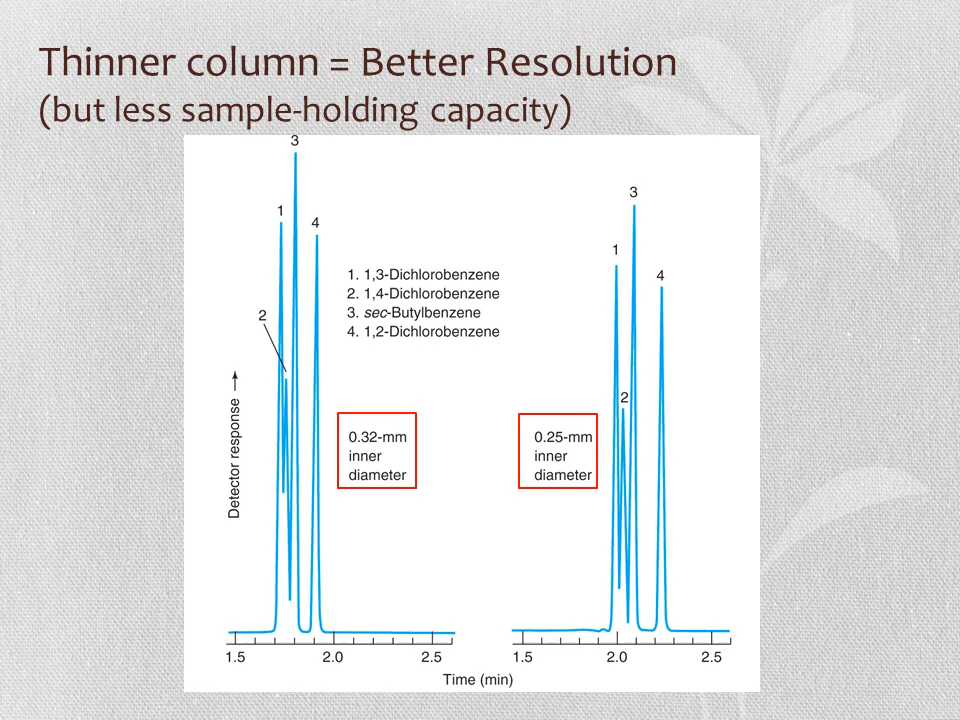 Thinner column = Better Resolution
(but less sample-holding capacity)
3
1
4
2
1. 1,3-Dichlorobenzene
2. 1,4-Dichlorobenzene
3. sec-Butylbenzene
4. 1,2-Dichlorobenzene
3
1
4
2
Detector response
0.32-mm
inner
diameter
0.25-mm
inner
diameter
1.5 2.0 2.5
1.5 2.0 2.5
Time (min)